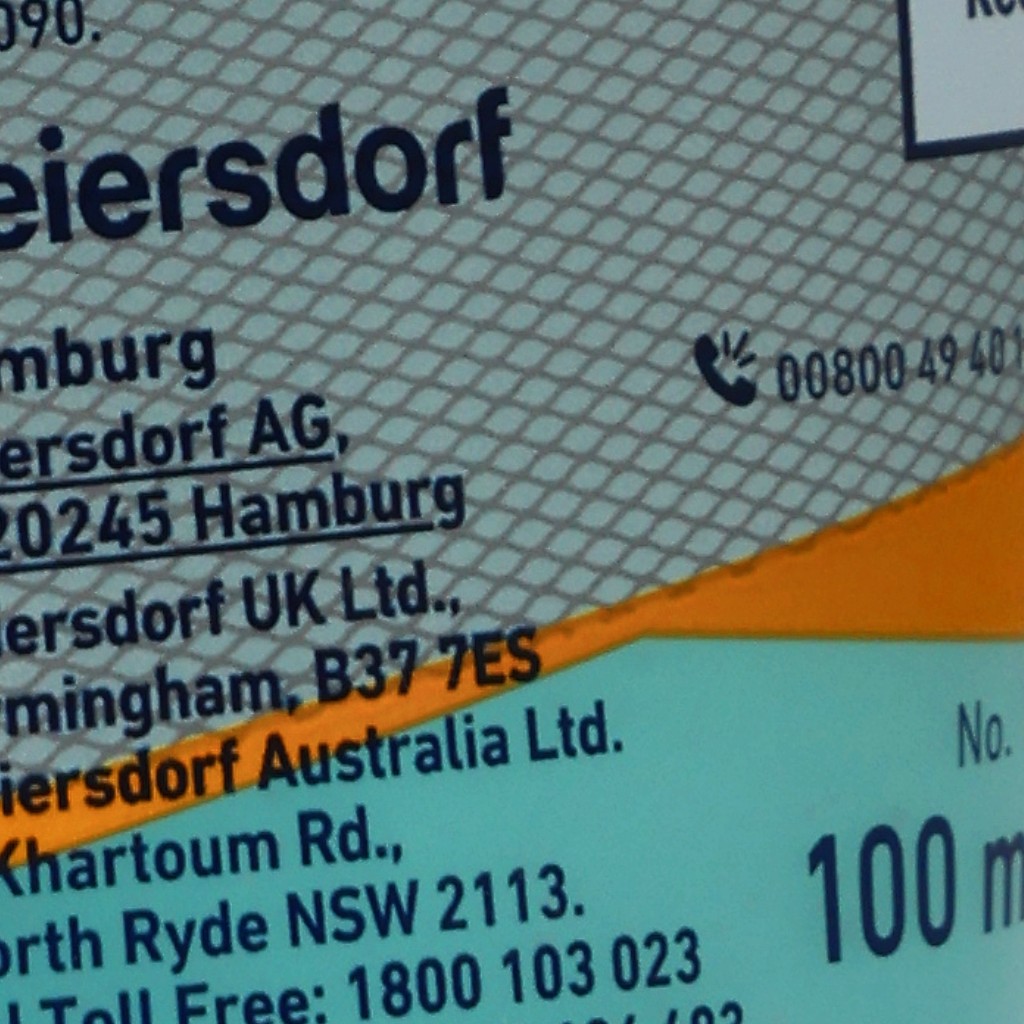 090.
eiersdorf
mburg
00800 49 40 1
ersdorf AG,
20245 Hamburg
iersdorf UK Ltd.,
rmingham, B37 7ES
iersdorf Australia Ltd.
No.
Khartoum Rd.,
100 m
orth Ryde NSW 2113.
Toll Free: 1800 103 023